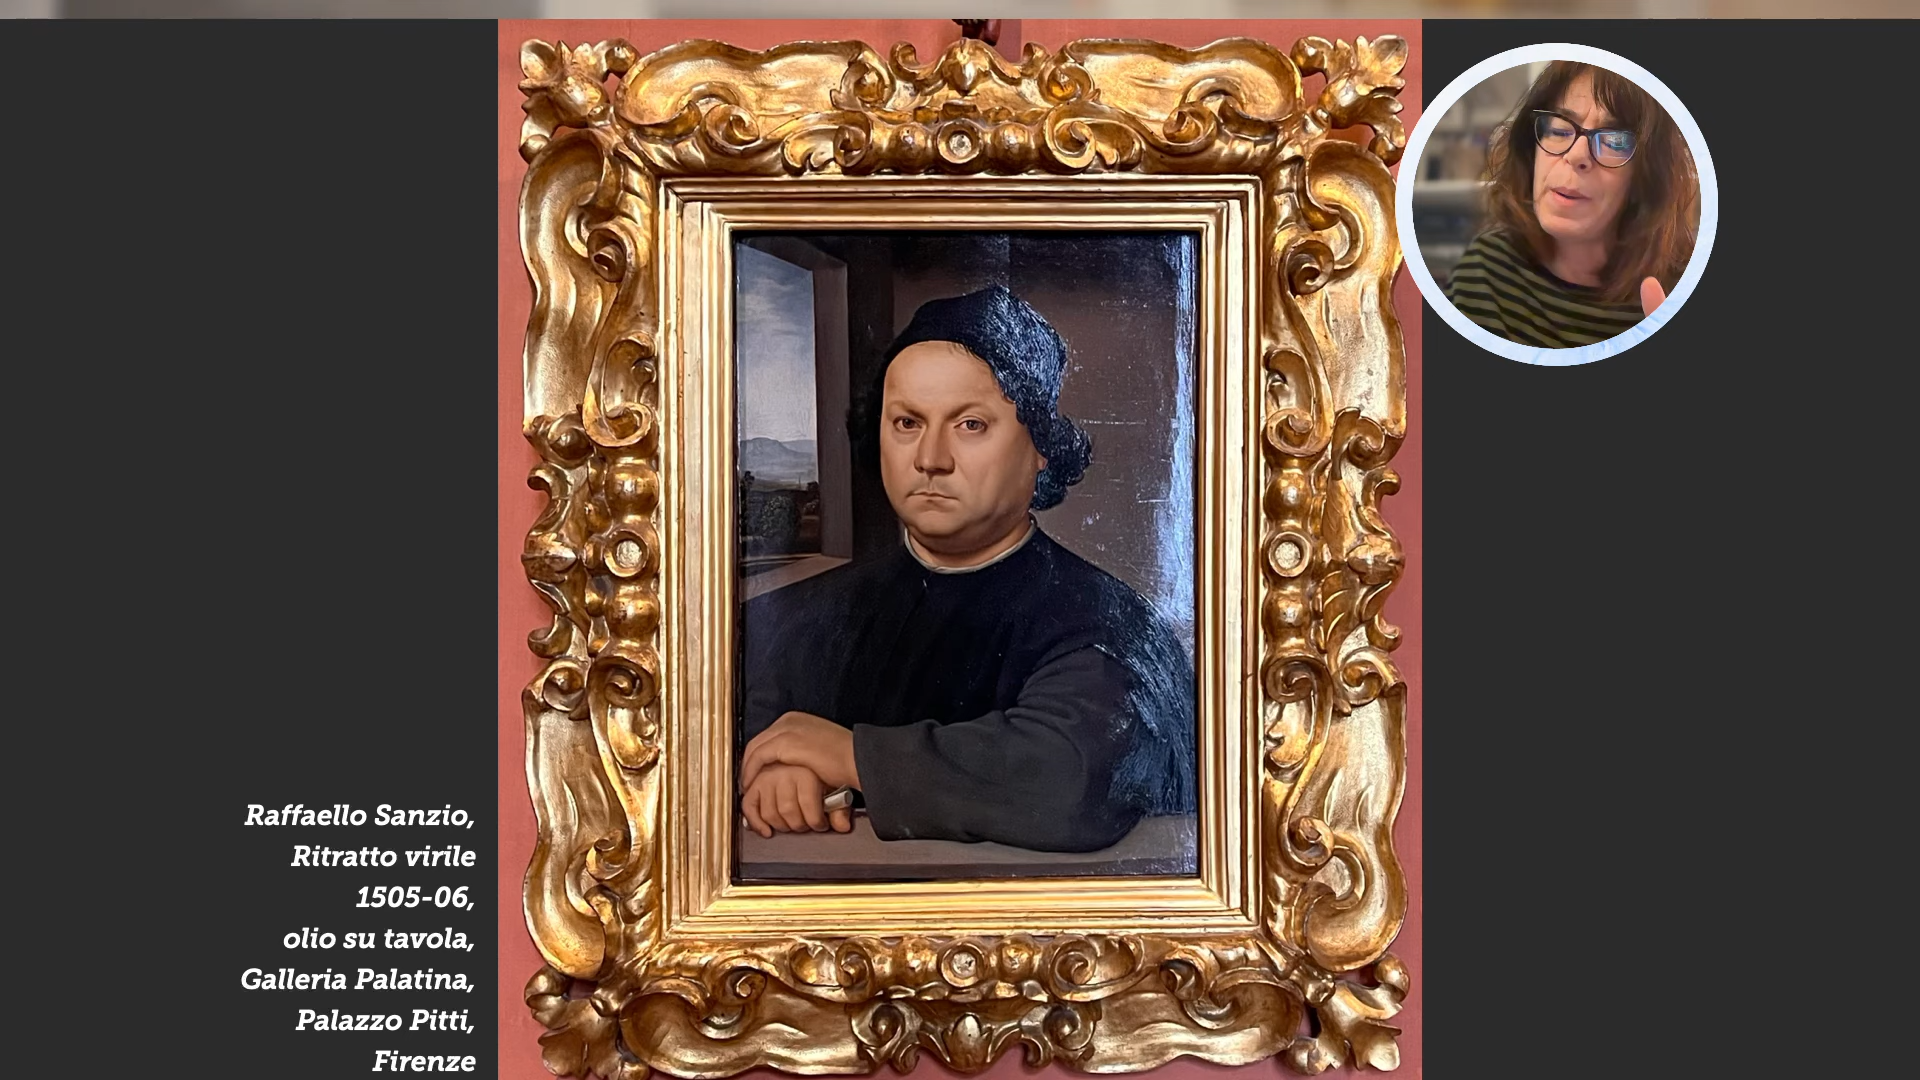 Raffaello Sanzio,
Ritratto virile
1505-06,
olio su tavola,
Galleria Palatina,
Palazzo Pitti,
Firenze